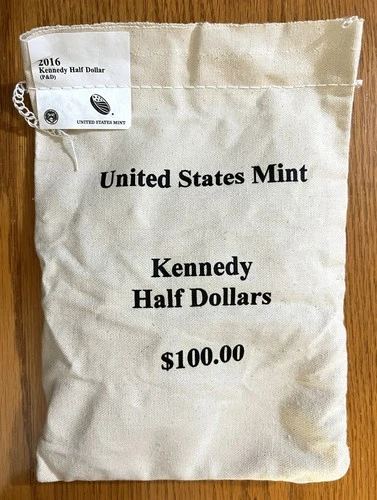 2016
Kennedy Half Dollar
(P&D)
UNITED STATES MINT
United States Mint
Kennedy
Half Dollars
$100.00